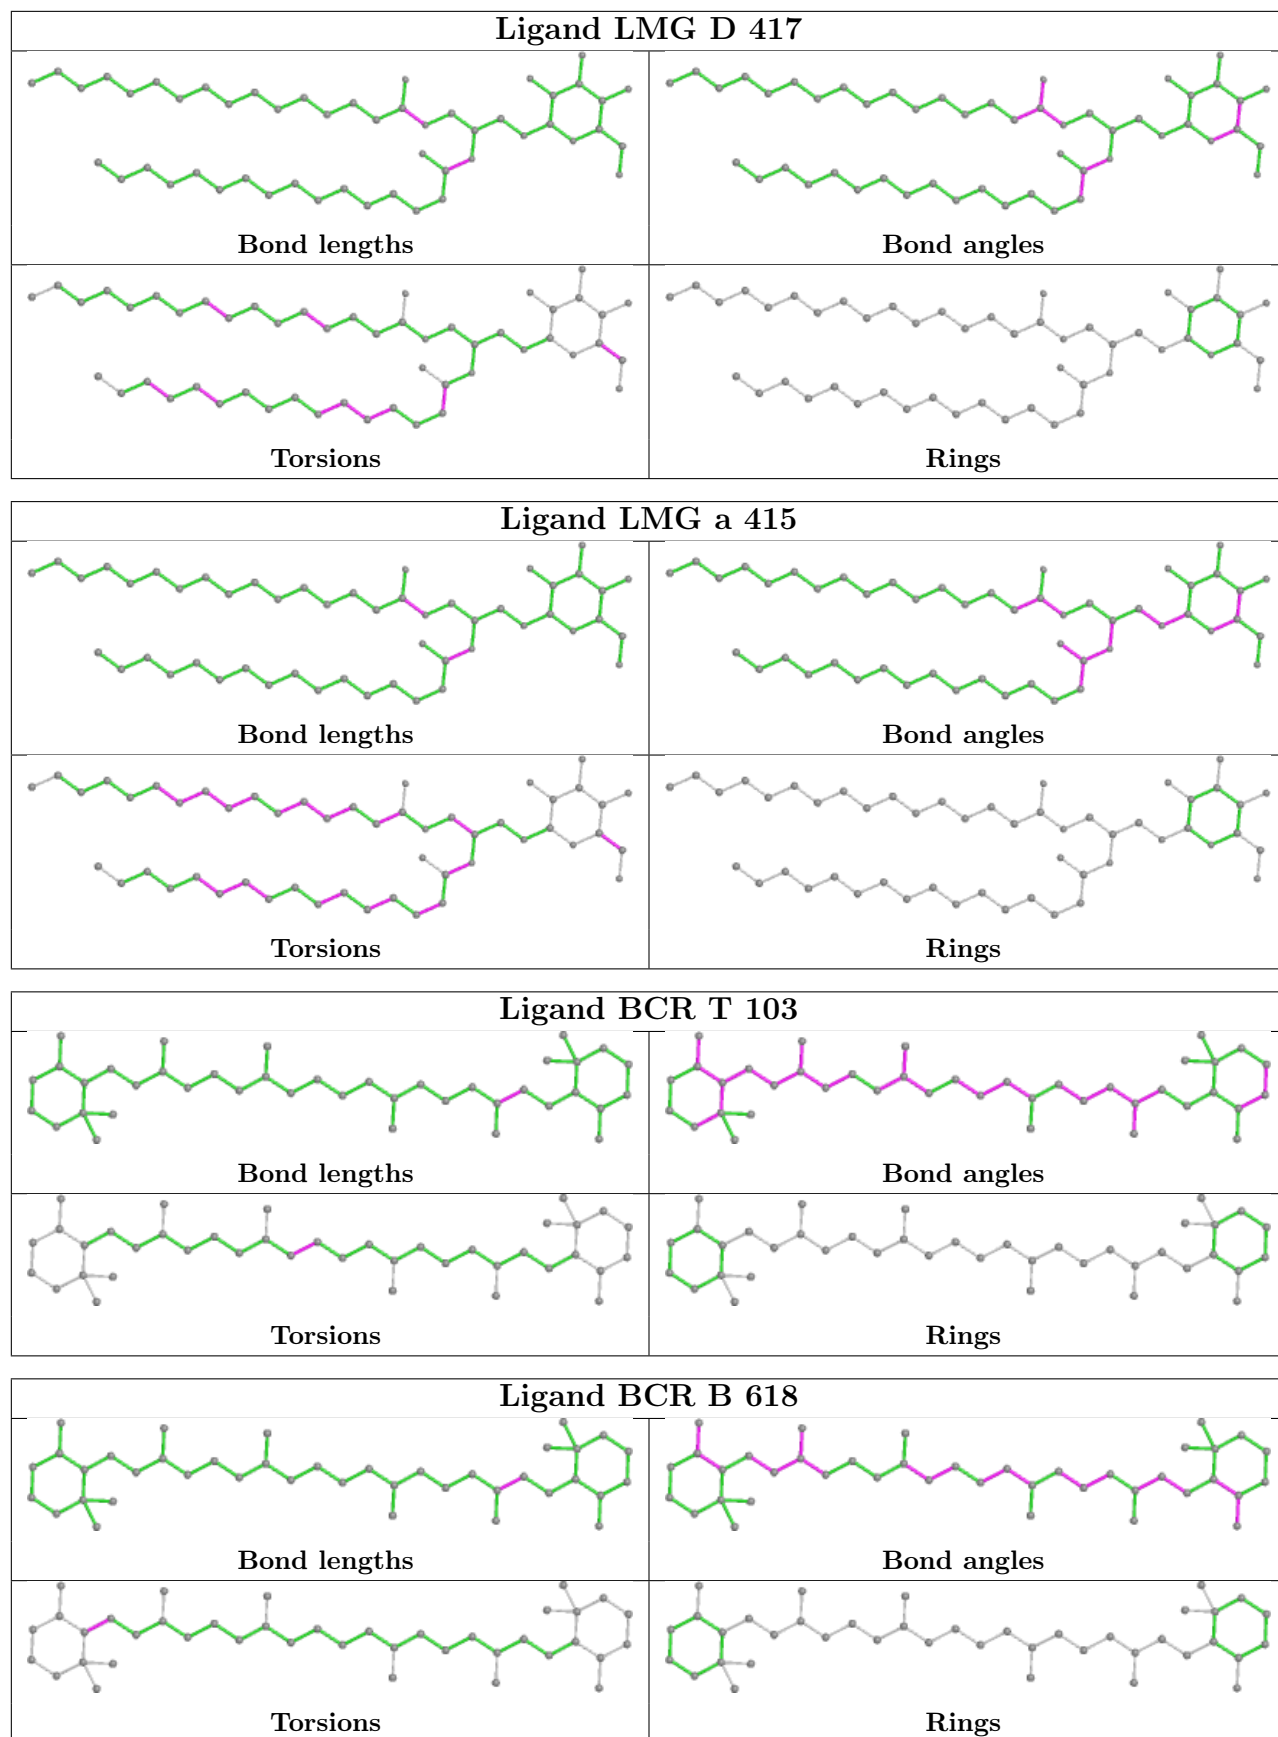 Ligand LMG D 417
Bond lengths
Bond angles
Torsions
Rings
Ligand LMG a 415
Bond lengths
Bond angles
Torsions
Rings
Ligand BCR T 103
Bond lengths
Bond angles
Torsions
Rings
Ligand BCR B 618
Bond lengths
Bond angles
Torsions
Rings